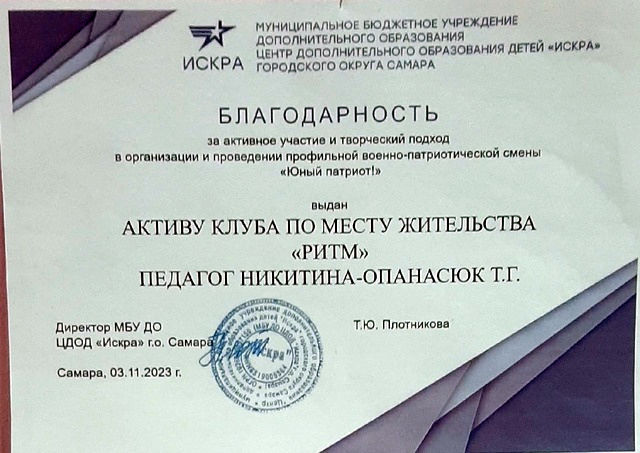 ИСКРА
МУНИЦИПАЛЬНОЕ БЮДЖЕТНОЕ УЧРЕЖДЕНИЕ
ДОПОЛНИТЕЛЬНОГО ОБРАЗОВАНИЯ
ЦЕНТР ДОПОЛНИТЕЛЬНОГО ОБРАЗОВАНИЯ ДЕТЕЙ «ИСКРА»
ГОРОДСКОГО ОКРУГА САМАРА
БЛАГОДАРНОСТЬ
за активное участие и творческий подход
в организации и проведении профильной военно-патриотической смены
«Юный патриот!»
выдан
АКТИВУ КЛУБА ПО МЕСТУ ЖИТЕЛЬСТВА
«РИТМ»
ПЕДАГОГ НИКИТИНА-ОПАНАСЮК Т.Г.
Директор МБУ ДО
ЦДОД «Искра» г.о. Самара
Т.Ю. Плотникова
Самара, 03.11.2023 г.